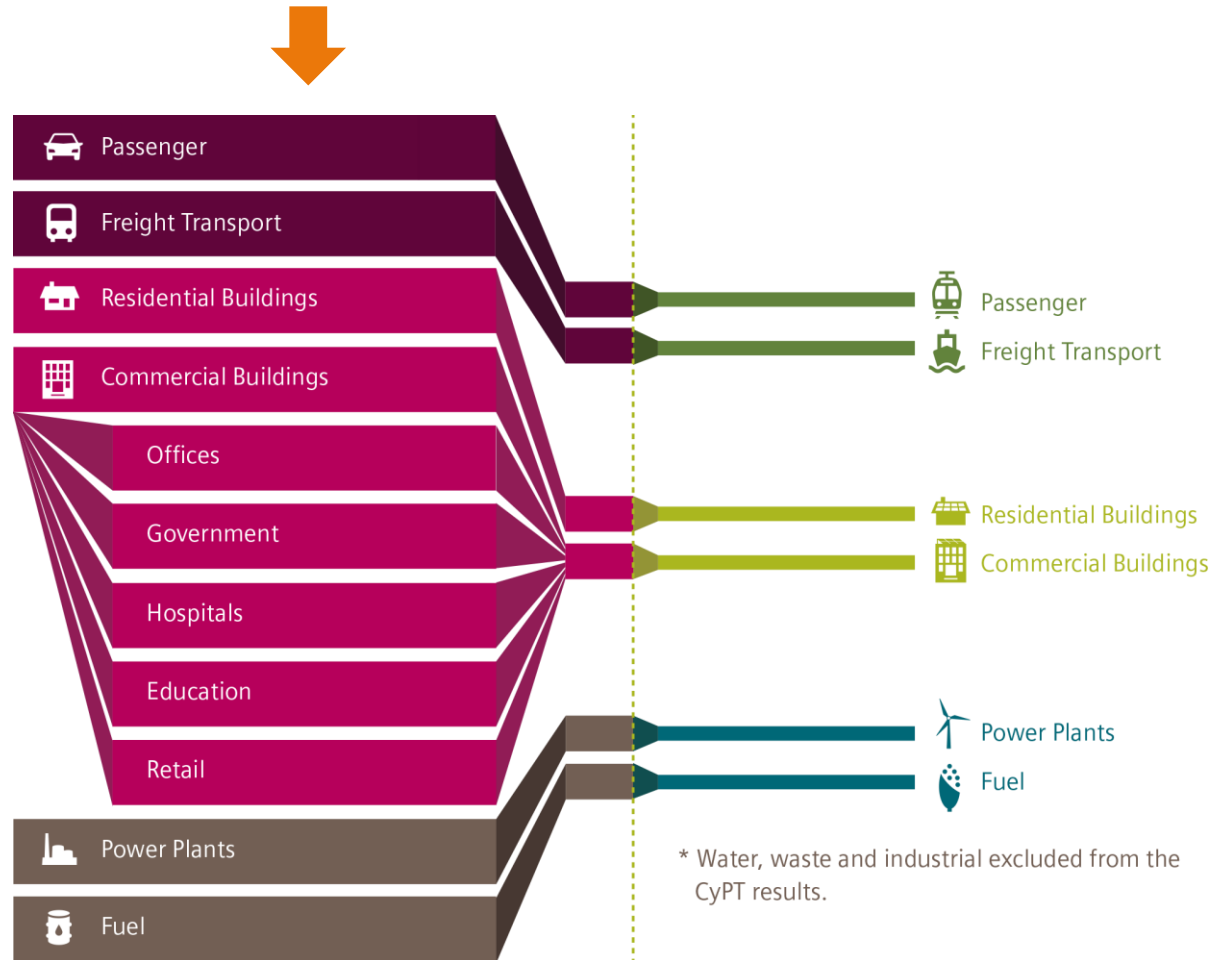 Passenger
Freight Transport
Residential Buildings
Commercial Buildings
Offices
Government
Hospitals
Education
Retail
Power Plants
Fuel
Passenger
Freight Transport
Residential Buildings
Commercial Buildings
Power Plants
Fuel
* Water, waste and industrial excluded from the
CyPT results.